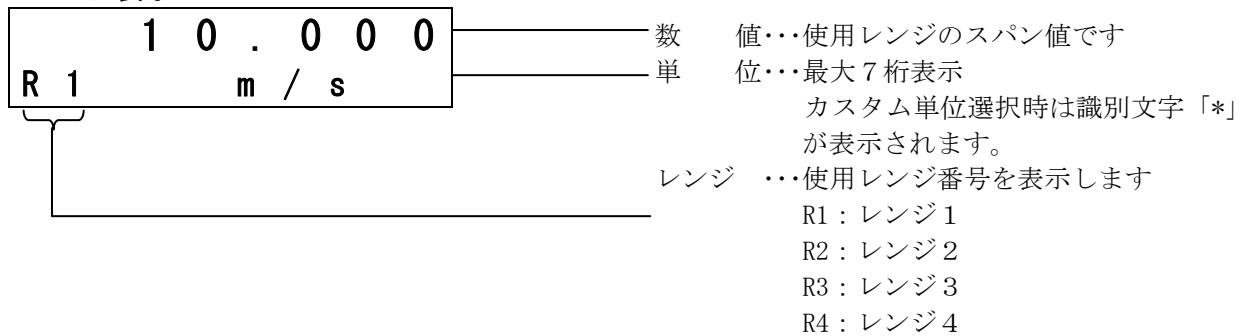 10.000
R1 m/s
数 値･･･使用レンジのスパン値です
単 位･･･最大7桁表示
カスタム単位選択時は識別文字「*」
が表示されます。
レンジ ･･･使用レンジ番号を表示します
R1：レンジ1
R2：レンジ2
R3：レンジ3
R4：レンジ4